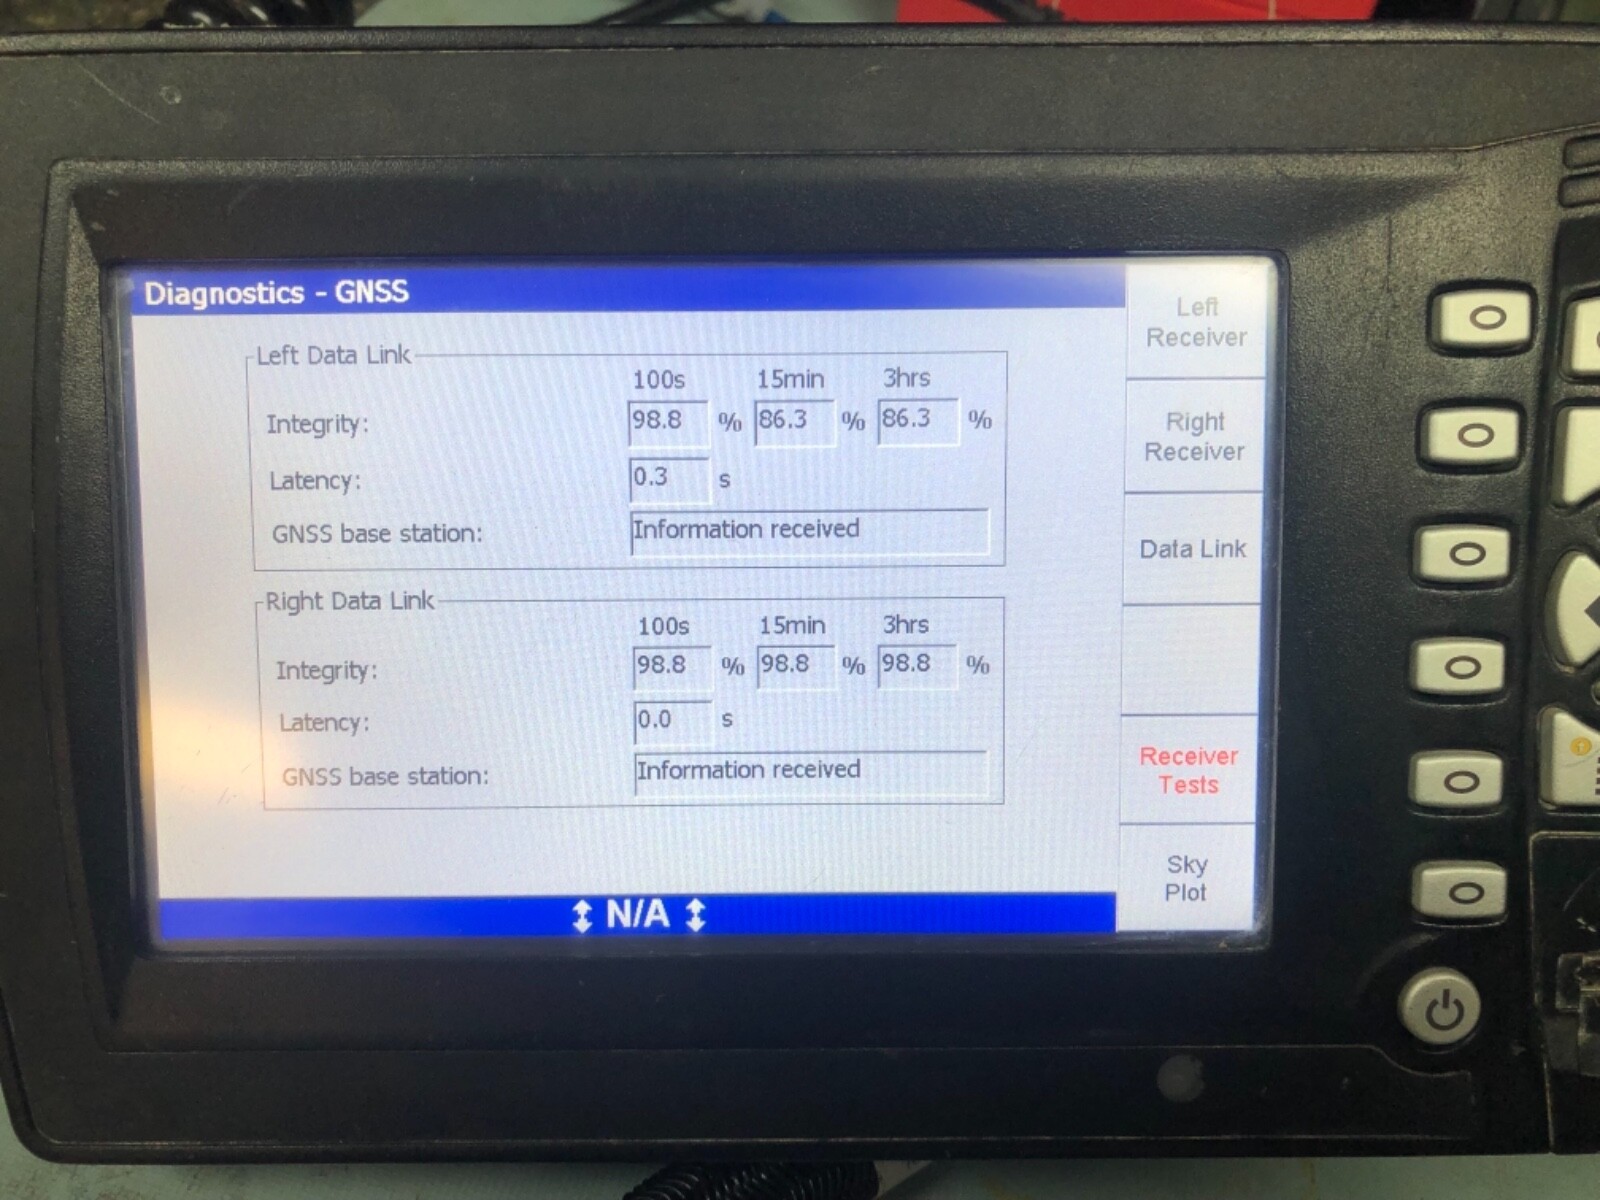 Diagnostics - GNSS
Left Data Link
100s 15min 3hrs
Integrity: 98.8 % 86.3 % 86.3 %
Latency: 0.3 s
GNSS base station: Information received
Right Data Link
100s 15min 3hrs
Integrity: 98.8 % 98.8 % 98.8 %
Latency: 0.0 s
GNSS base station: Information received
N/A
Left
Receiver
Right
Receiver
Data Link
Receiver
Tests
Sky
Plot